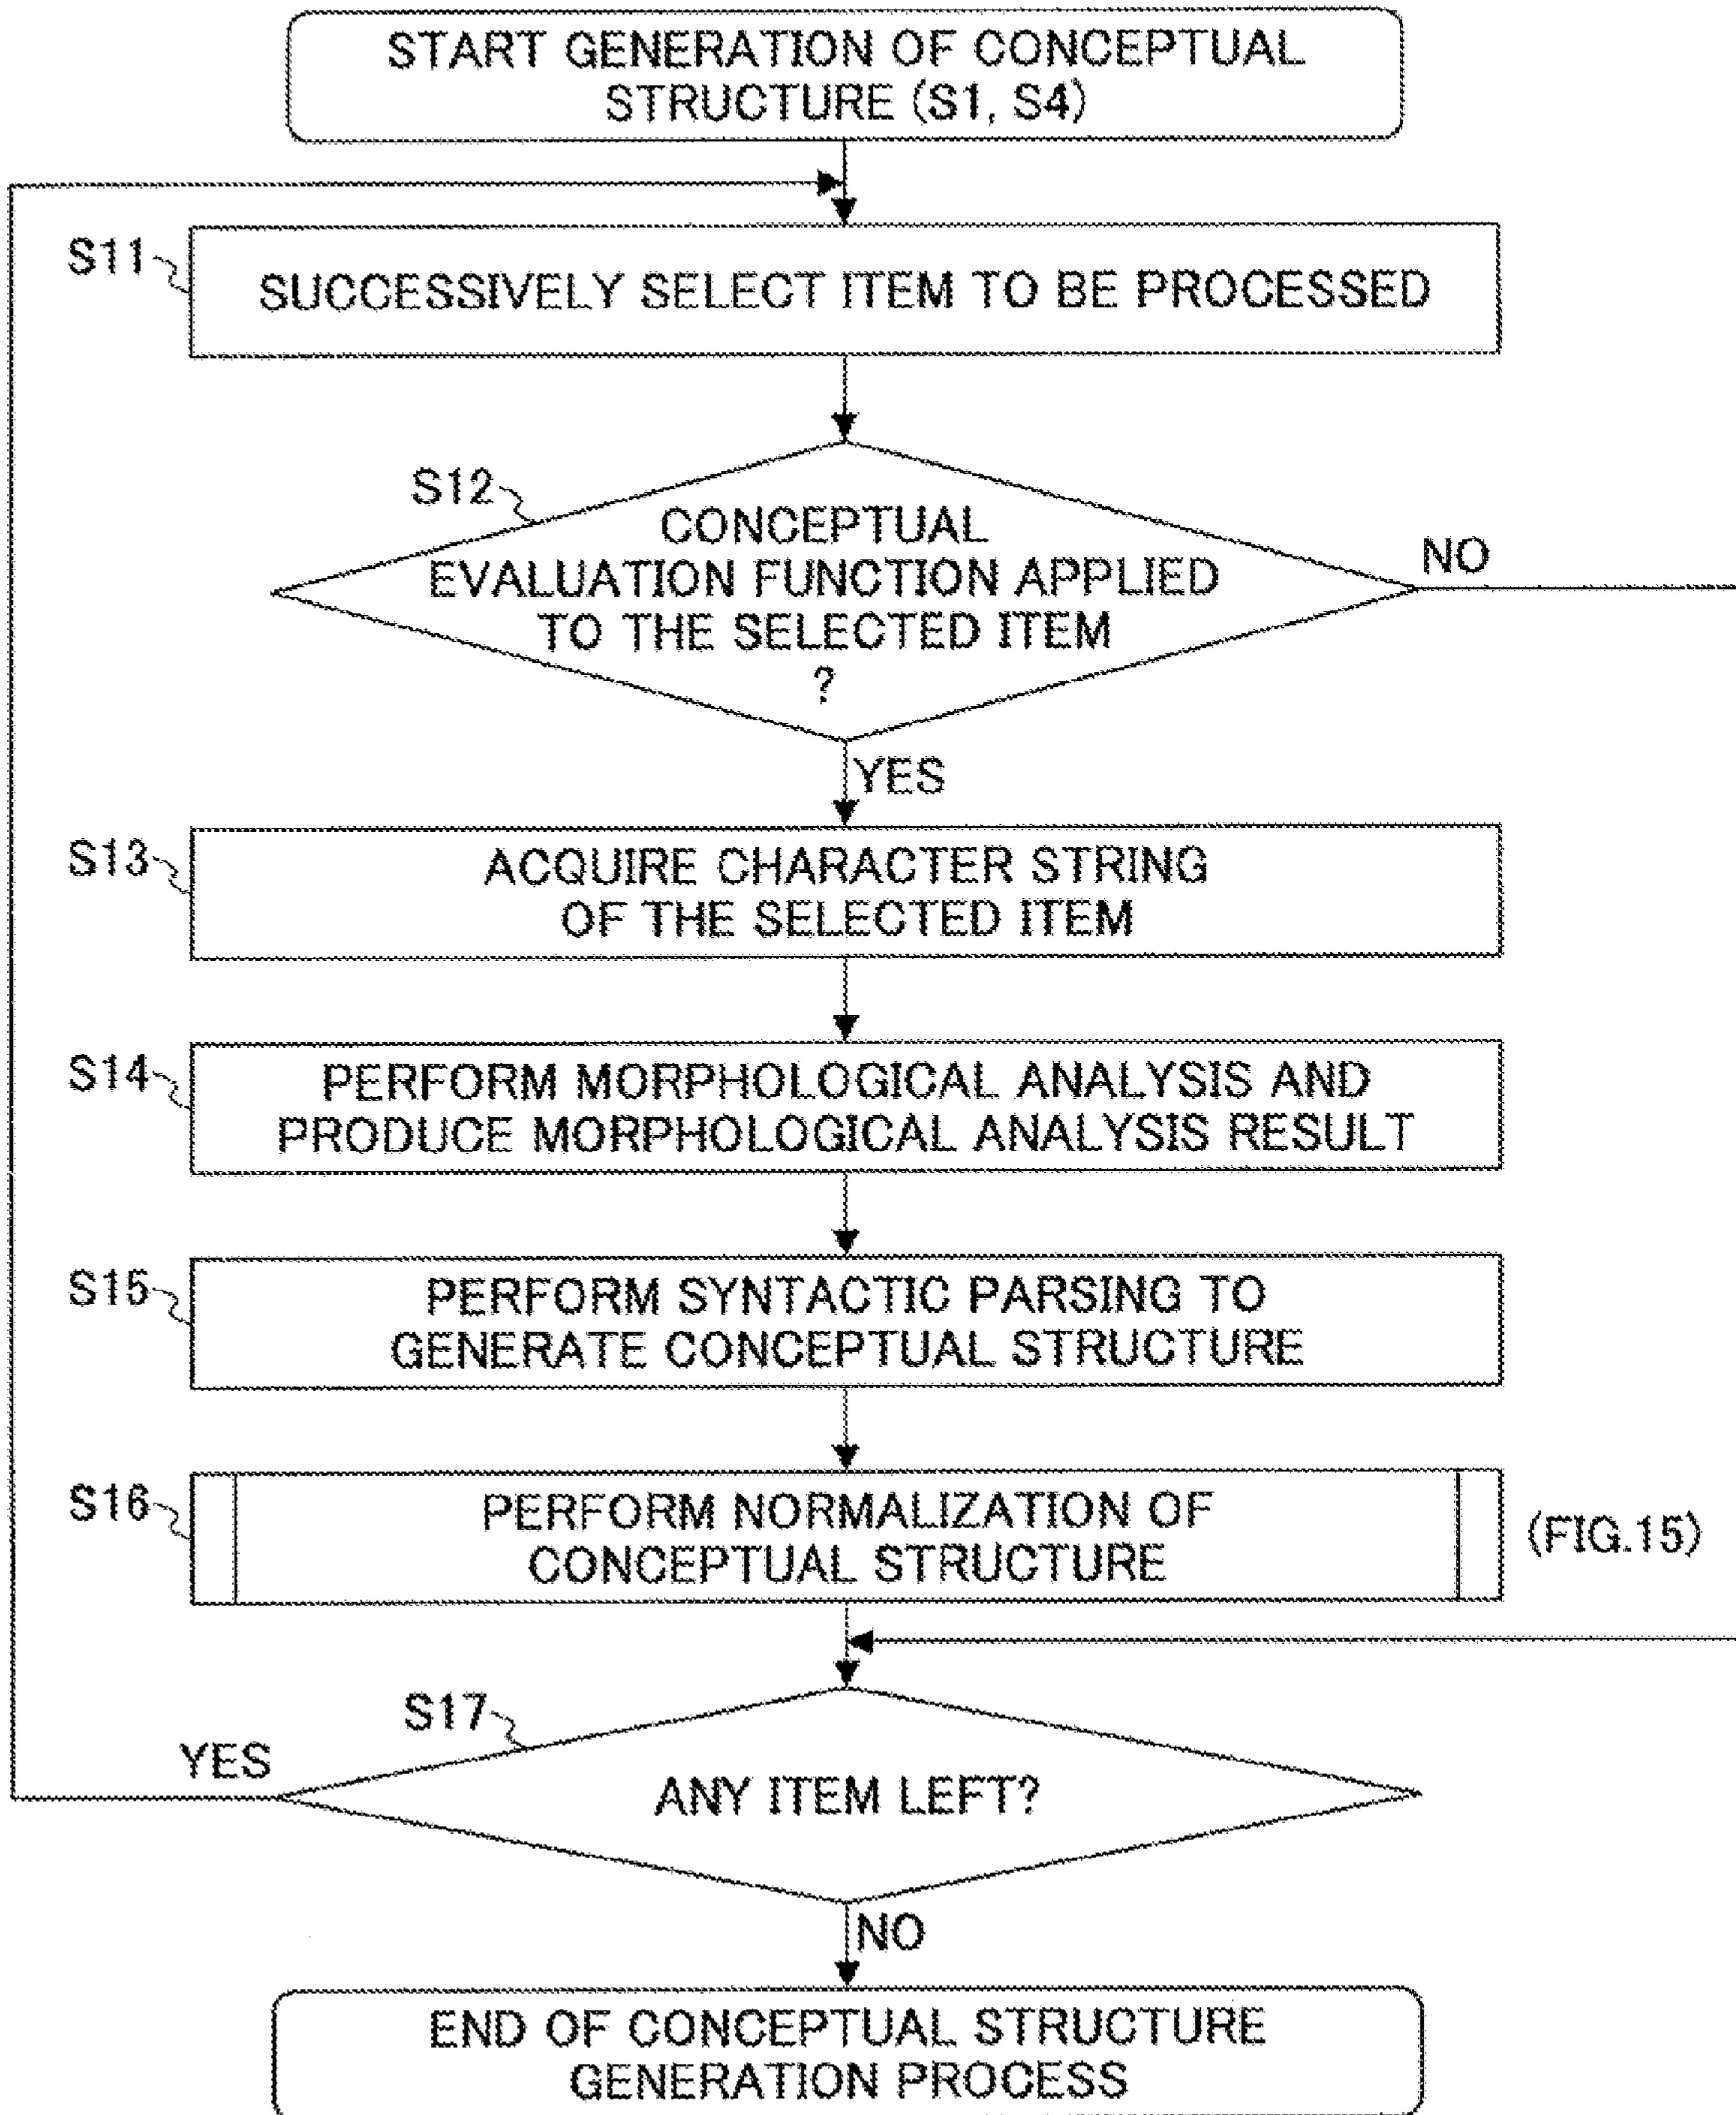 START GENERATION OF CONCEPTUAL
STRUCTURE (S1, S4)
S11
SUCCESSIVELY SELECT ITEM TO BE PROCESSED
S12
CONCEPTUAL
EVALUATION FUNCTION APPLIED
TO THE SELECTED ITEM
?
NO
YES
S13
ACQUIRE CHARACTER STRING
OF THE SELECTED ITEM
S14
PERFORM MORPHOLOGICAL ANALYSIS AND
PRODUCE MORPHOLOGICAL ANALYSIS RESULT
S15
PERFORM SYNTACTIC PARSING TO
GENERATE CONCEPTUAL STRUCTURE
S16
PERFORM NORMALIZATION OF
CONCEPTUAL STRUCTURE
(FIG.15)
S17
YES
ANY ITEM LEFT?
NO
END OF CONCEPTUAL STRUCTURE
GENERATION PROCESS